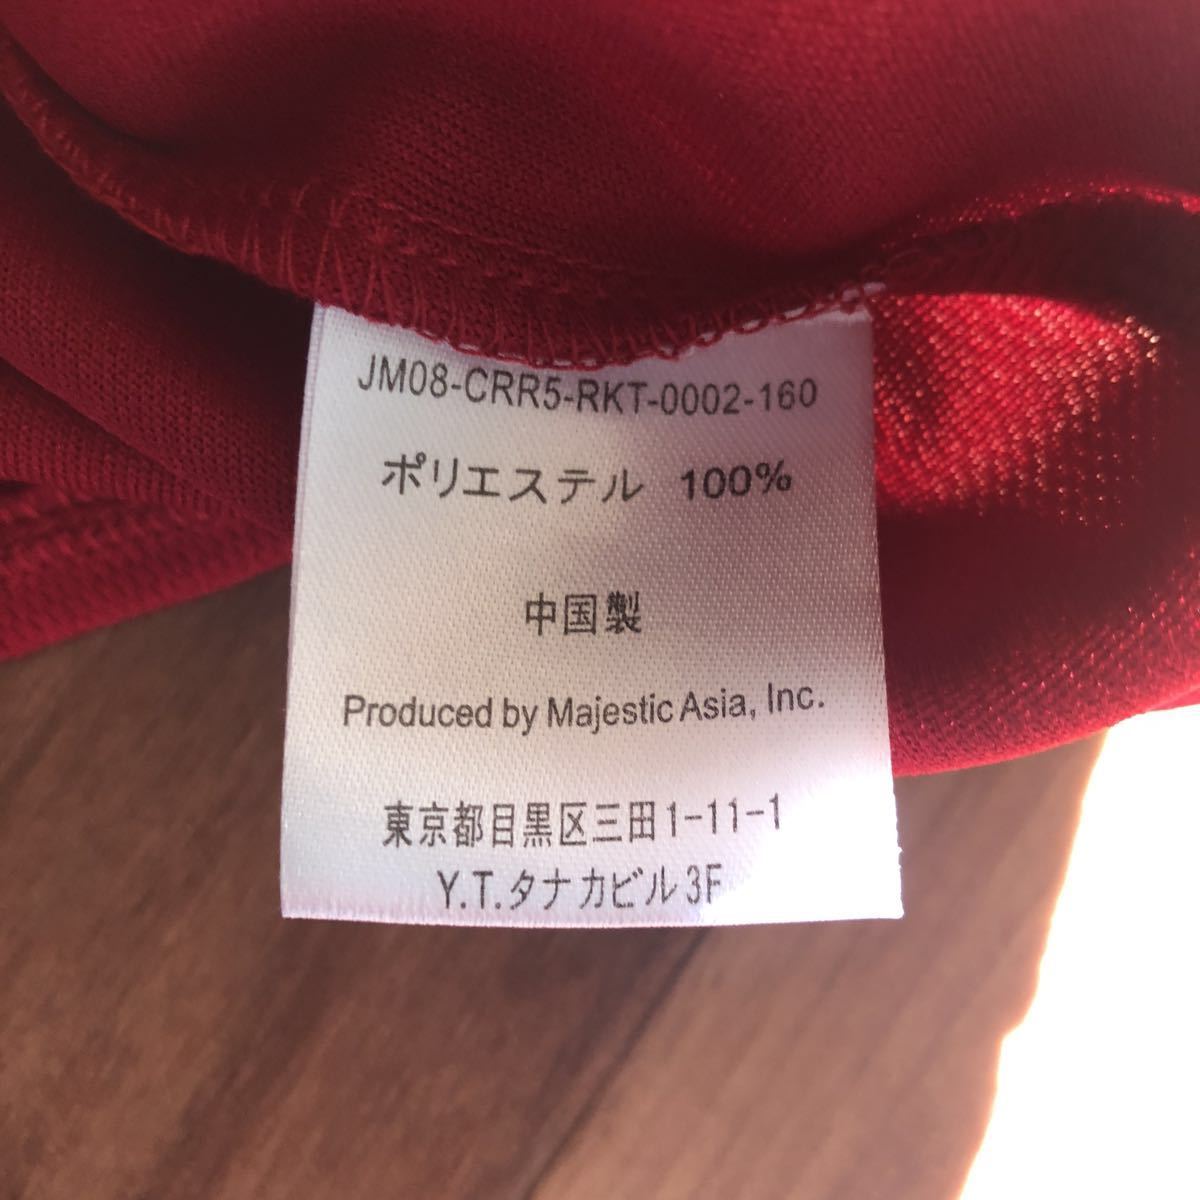 JM08-CRR5-RKT-0002-160
ポリエステル 100%
中国製
Produced by Majestic Asia, Inc.
東京都目黒区三田1-11-1
Y.T.タナカビル3F